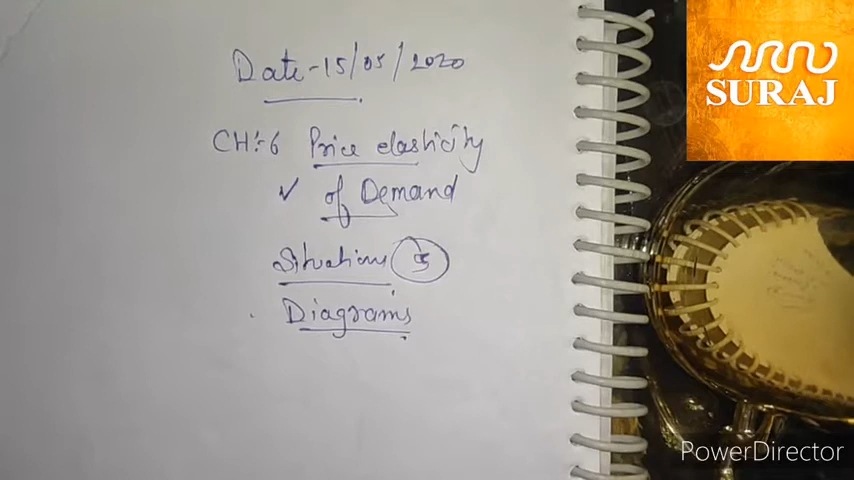 Date-15/05/2020
CH:-6 Price elasticity
✓ of Demand
Situations 5
Diagrams
SURAJ
PowerDirector